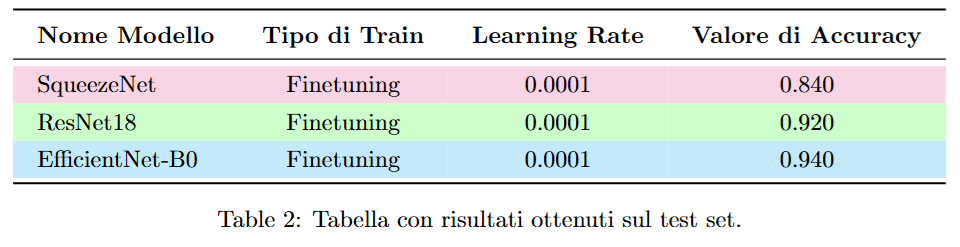 Nome Modello Tipo di Train Learning Rate Valore di Accuracy
SqueezeNet Finetuning 0.0001 0.840
ResNet18 Finetuning 0.0001 0.920
EfficientNet-B0 Finetuning 0.0001 0.940
Table 2: Tabella con risultati ottenuti sul test set.